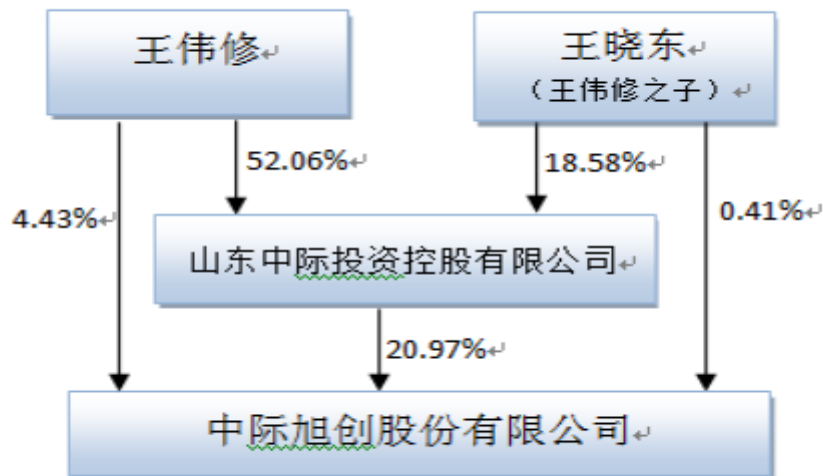 王伟修
王晓东
（王伟修之子）
52.06%
18.58%
4.43%
0.41%
山东中际投资控股有限公司
20.97%
中际旭创股份有限公司